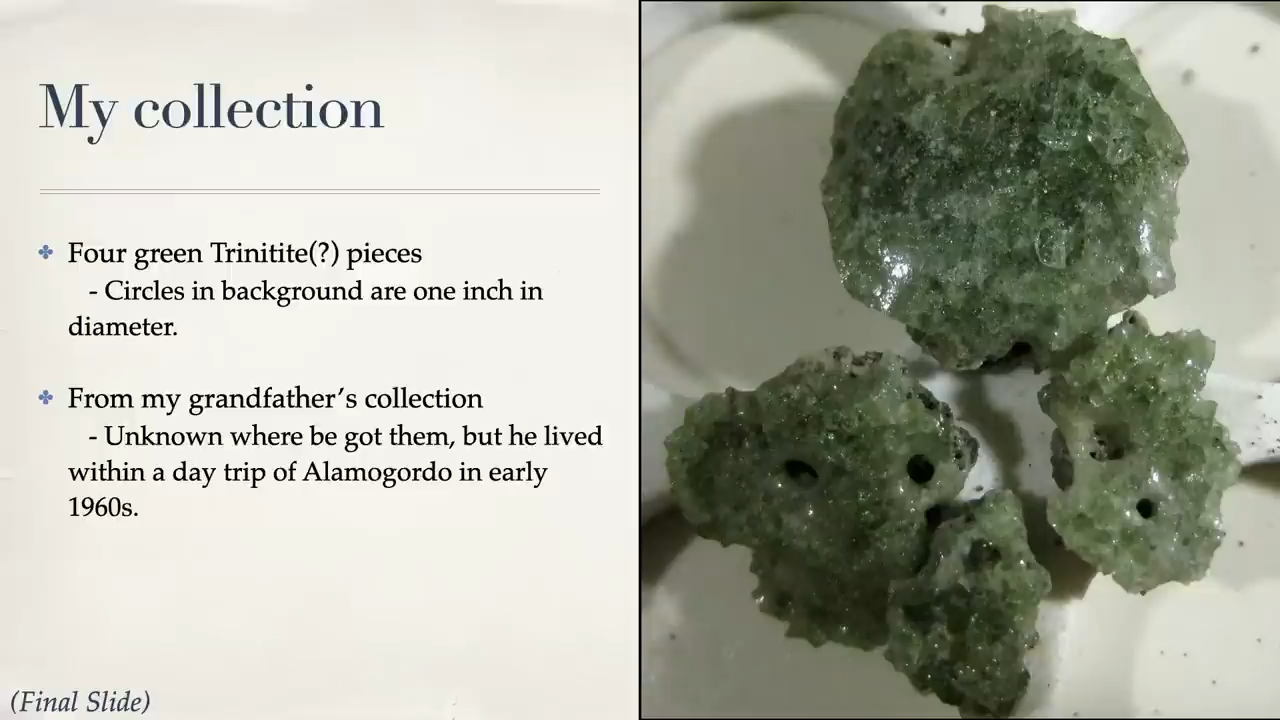 My collection
Four green Trinitite(?) pieces
- Circles in background are one inch in
diameter.
From my grandfather's collection
- Unknown where be got them, but he lived
within a day trip of Alamogordo in early
1960s.
(Final Slide)